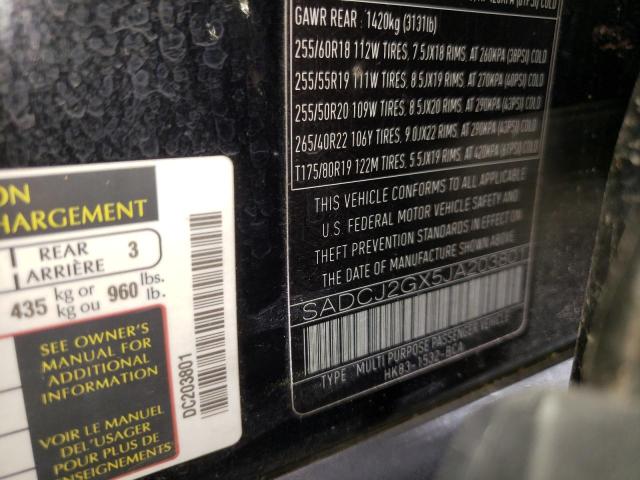 GAWR REAR : 1420kg (3131lb)
255/60R18 112W TIRES, 7.5JX18 RIMS, AT 260KPA (38PSI) COLD
255/55R19 111W TIRES, 8.5JX19 RIMS, AT 270KPA (40PSI) COLD
255/50R20 109W TIRES, 8.5JX20 RIMS, AT 290KPA (43PSI) COLD
265/40R22 106Y TIRES, 9.0JX22 RIMS, AT 290KPA (43PSI) COLD
T175/80R19 122M TIRES, 5.5JX19 RIMS, AT 420KPA (61PSI) COLD
THIS VEHICLE CONFORMS TO ALL APPLICABLE
U.S. FEDERAL MOTOR VEHICLE SAFETY AND
THEFT PREVENTION STANDARDS IN EFFECT ON
THE DATE OF MANUFACTURE SHOWN ABOVE.
SADCJ2GX5JA203801
TYPE MULTI PURPOSE PASSENGER VEHICLE
HK83-1532-BCA
ON
HARGEMENT
REAR
ARRIÈRE 3
435 kg or kg ou 960 lbs. lb.
SEE OWNER'S
MANUAL FOR
ADDITIONAL
INFORMATION
VOIR LE MANUEL
DEL'USAGER
POUR PLUS DE
NSEIGNEMENTS
DC203801